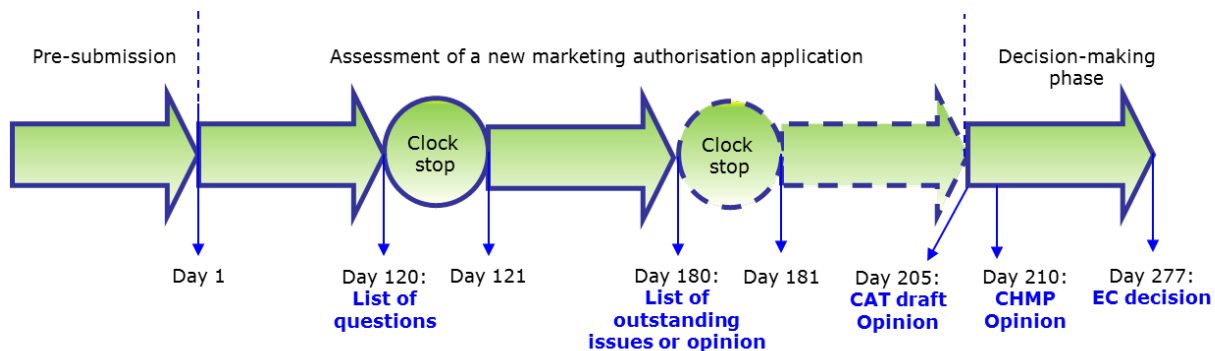 Pre-submission
Assessment of a new marketing authorisation application
Decision-making
phase
Clock
stop
Clock
stop
Day 1
Day 120:
List of
questions
Day 121
Day 180:
List of
outstanding
issues or opinion
Day 181
Day 205:
CAT draft
Opinion
Day 210:
CHMP
Opinion
Day 277:
EC decision